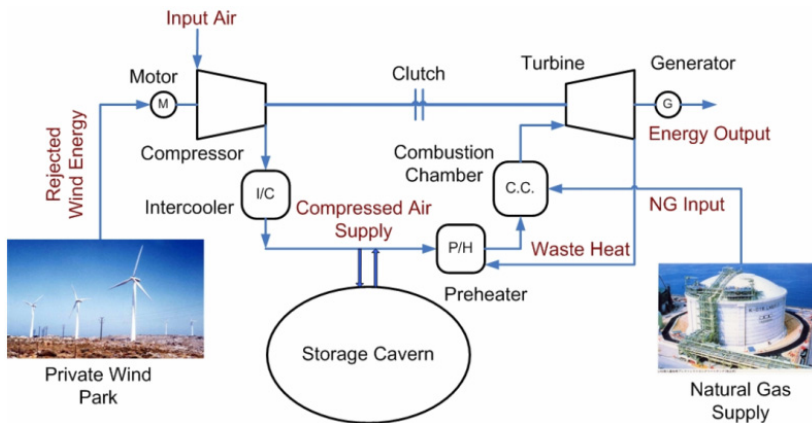 Input Air
Motor
M
Compressor
Clutch
Turbine
Generator
G
Energy Output
Rejected
Wind Energy
I/C
Intercooler
Compressed Air
Supply
Combustion
Chamber
C.C.
NG Input
P/H
Preheater
Waste Heat
Storage Cavern
Private Wind
Park
Natural Gas
Supply